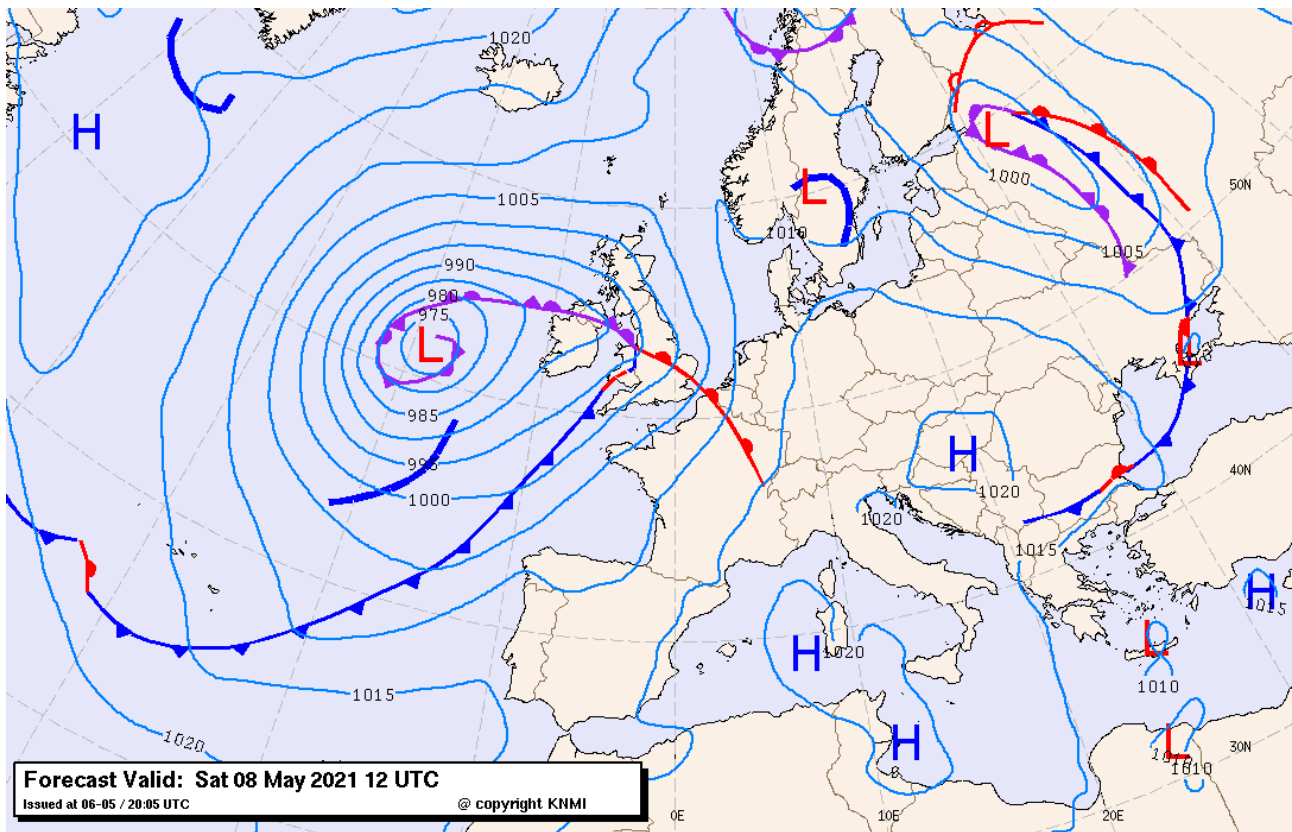 1020
H
L
50N
1000
1005
L
1010
1005
990
980
975
L
L
985
H
995
1000
1020
40N
1020
1015
H
1015
L
H
1020
1010
1015
H
L
1010
30N
1020
Forecast Valid: Sat 08 May 2021 12 UTC
Issued at 06-05 / 20:05 UTC
@ copyright KNMI
0E
10E
20E